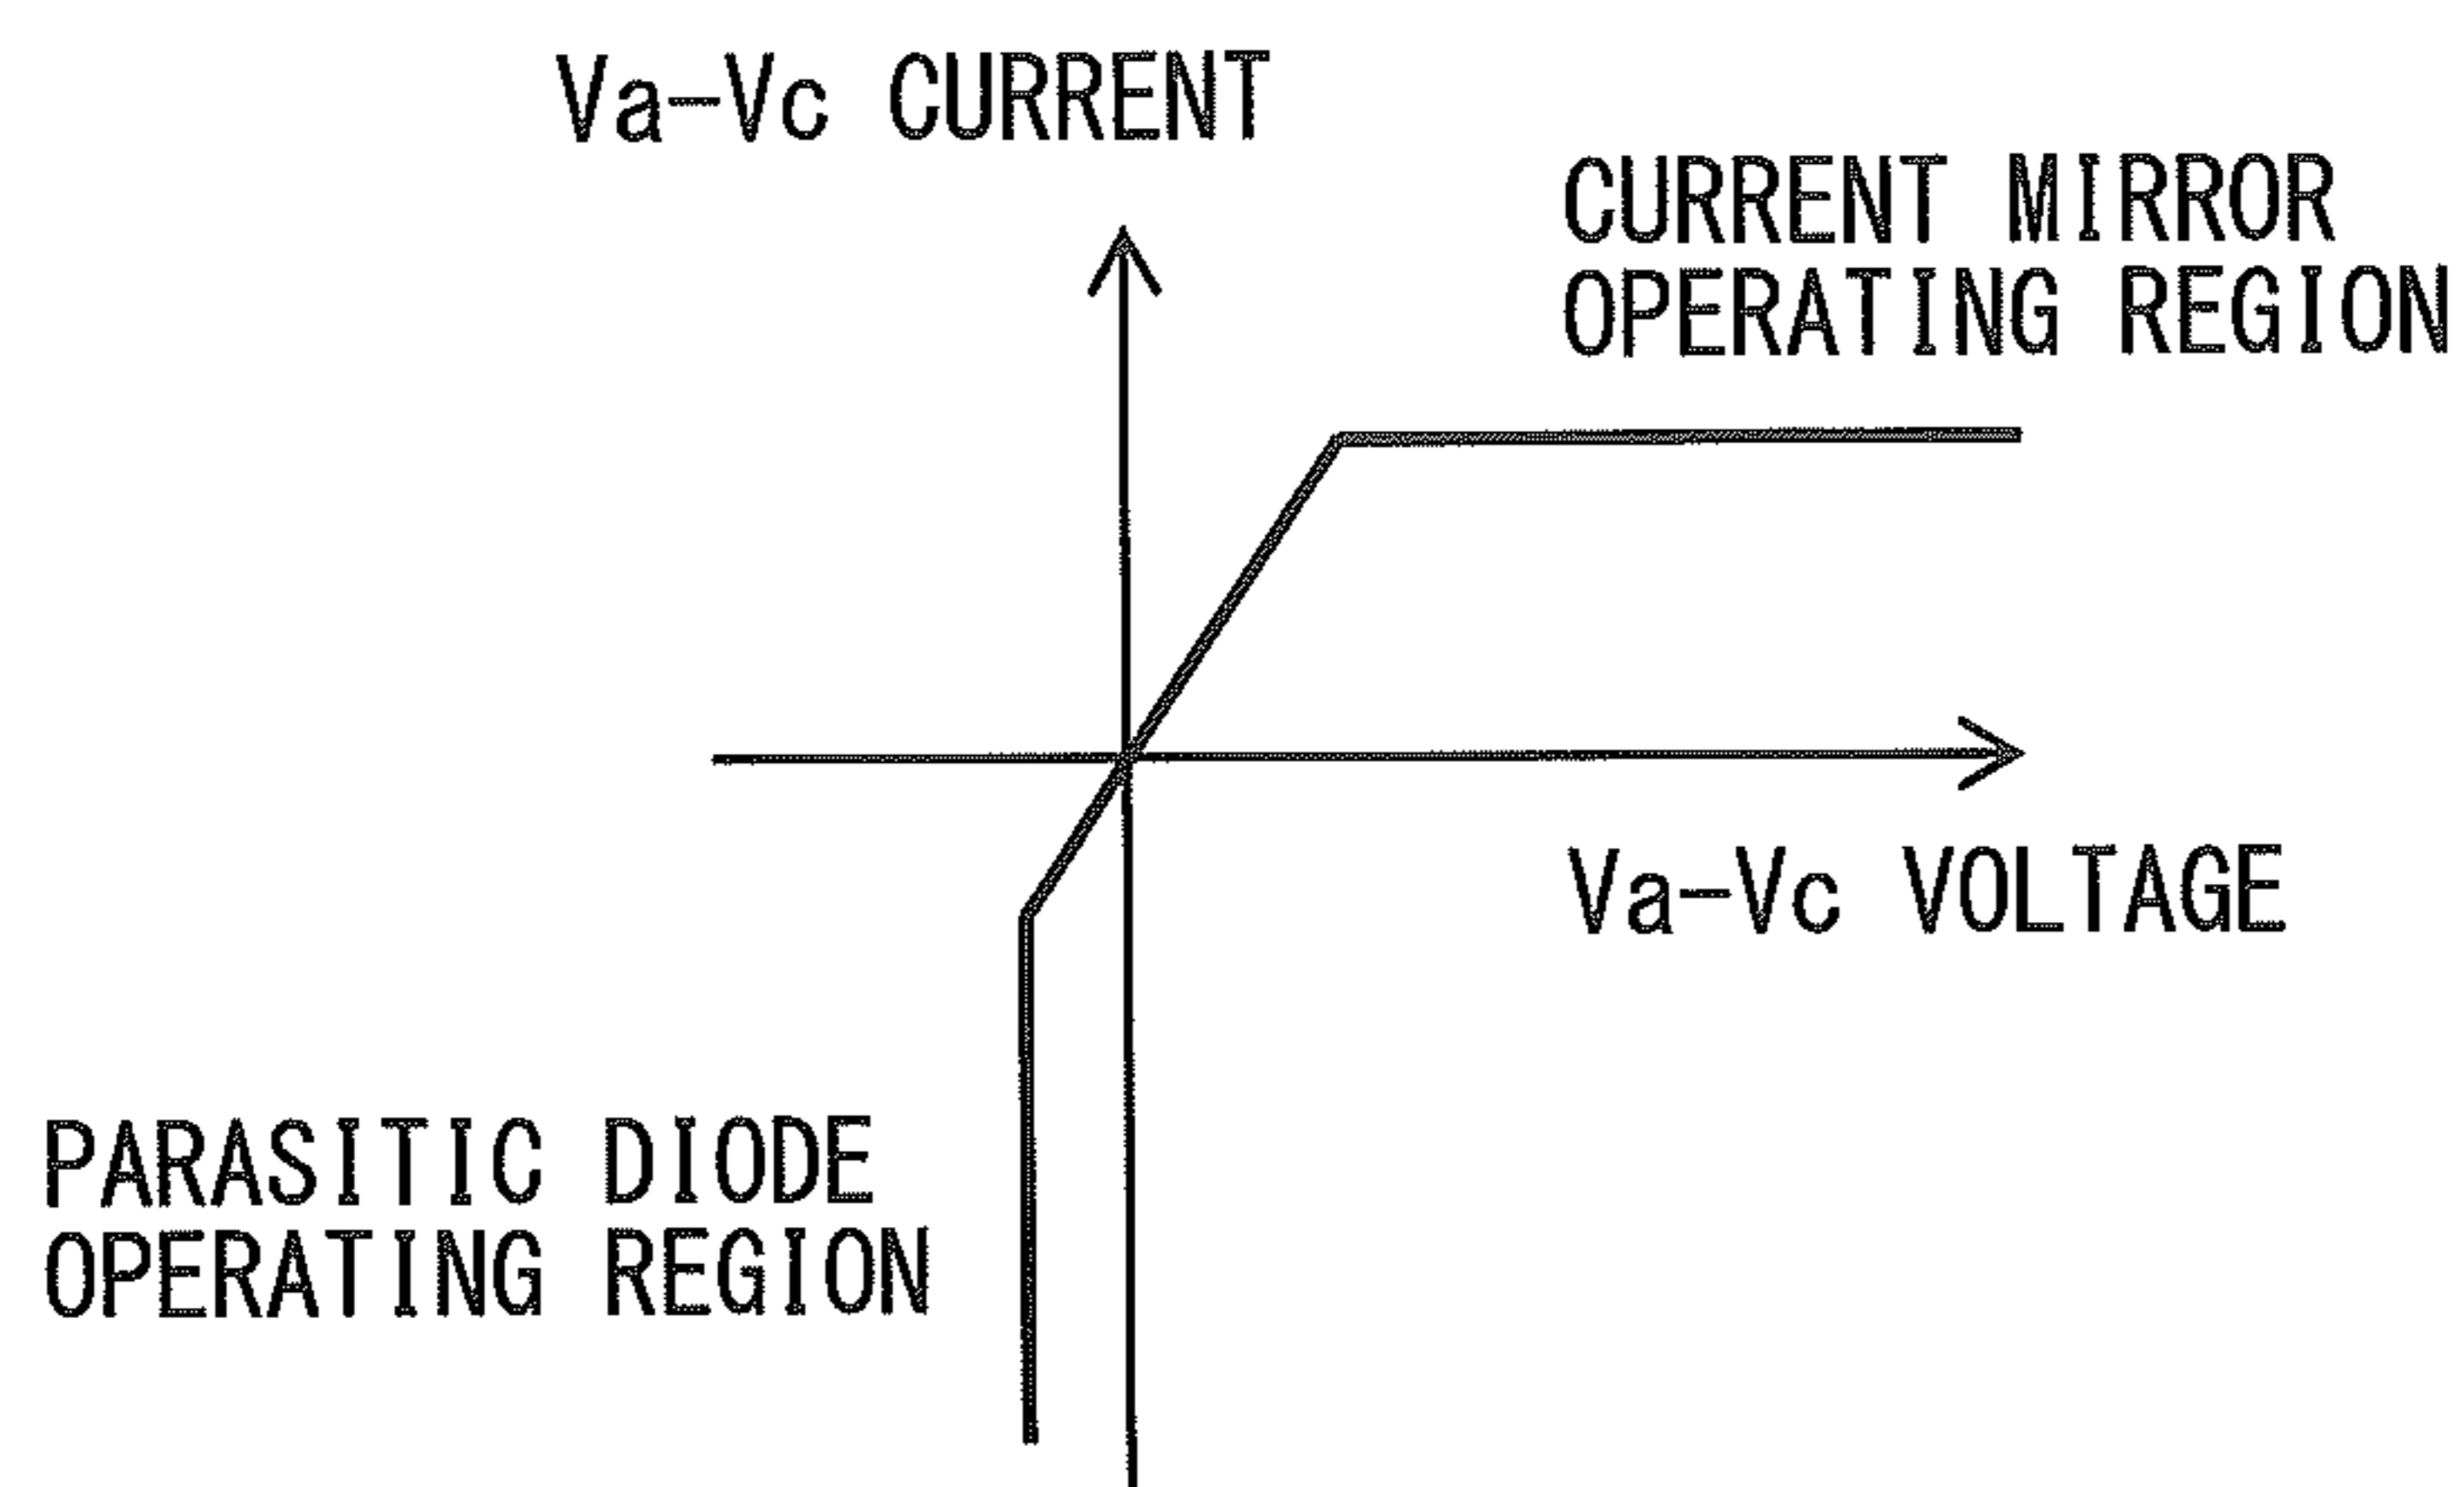 Va-Vc CURRENT
CURRENT MIRROR
OPERATING REGION
Va-Vc VOLTAGE
PARASITIC DIODE
OPERATING REGION